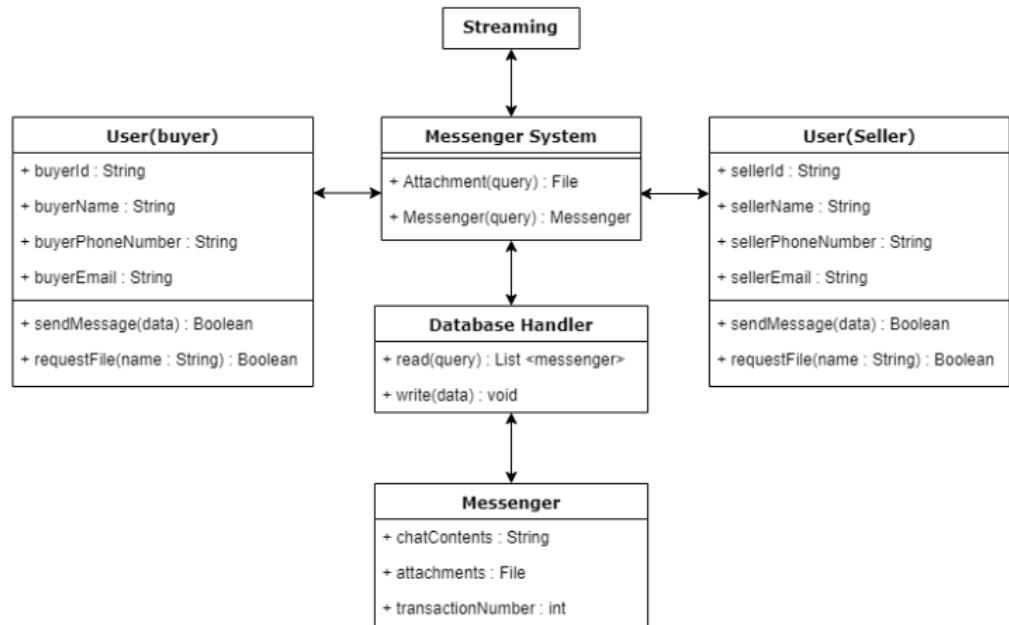 Streaming
User(buyer)
+ buyerId : String
+ buyerName : String
+ buyerPhoneNumber : String
+ buyerEmail : String
+ sendMessage(data) : Boolean
+ requestFile(name : String) : Boolean
Messenger System
+ Attachment(query) : File
+ Messenger(query) : Messenger
User(Seller)
+ sellerId : String
+ sellerName : String
+ sellerPhoneNumber : String
+ sellerEmail : String
+ sendMessage(data) : Boolean
+ requestFile(name : String) : Boolean
Database Handler
+ read(query) : List <messenger>
+ write(data) : void
Messenger
+ chatContents : String
+ attachments : File
+ transactionNumber : int